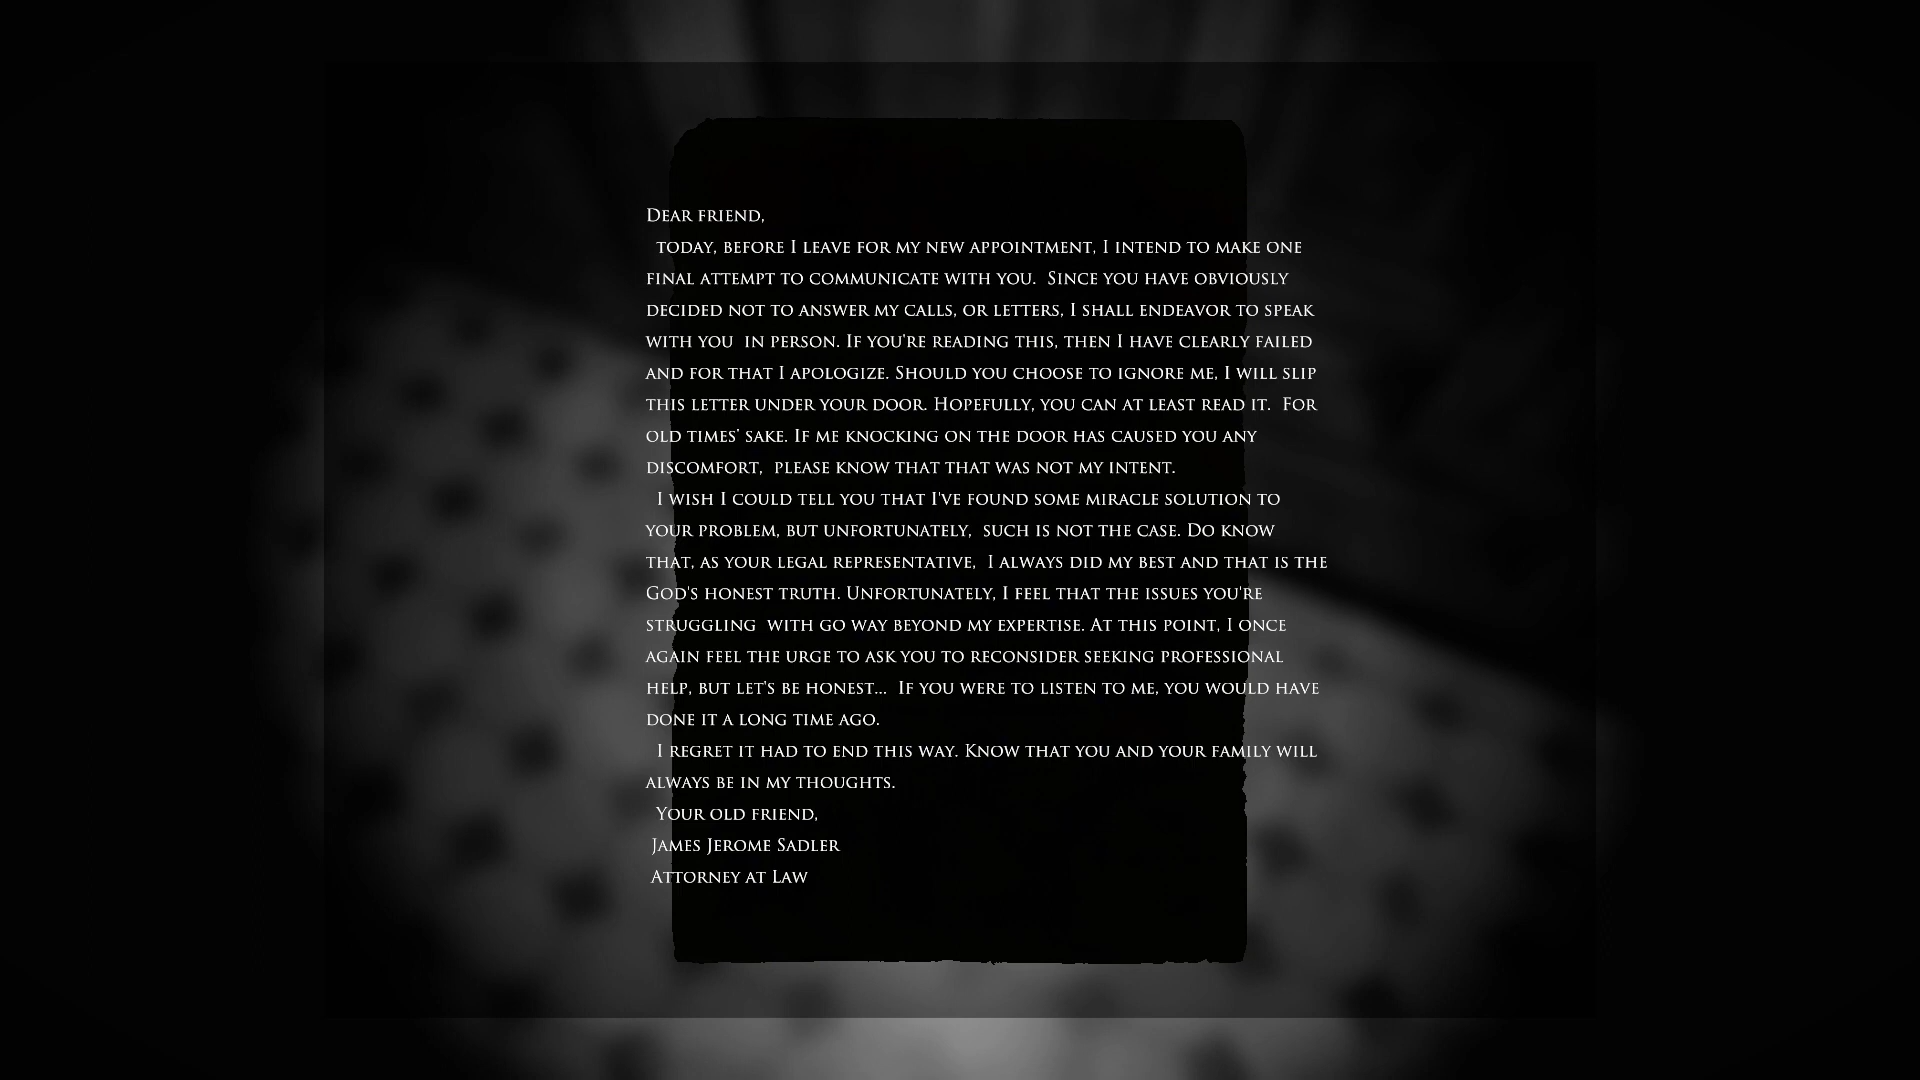 Dear friend,
today, before I leave for my new appointment, I intend to make one
final attempt to communicate with you. Since you have obviously
decided not to answer my calls, or letters, I shall endeavor to speak
with you in person. If you're reading this, then I have clearly failed
and for that I apologize. Should you choose to ignore me, I will slip
this letter under your door. Hopefully, you can at least read it. For
old times' sake. If me knocking on the door has caused you any
discomfort, please know that that was not my intent.
I wish I could tell you that I've found some miracle solution to
your problem, but unfortunately, such is not the case. Do know
that, as your legal representative, I always did my best and that is the
God's honest truth. Unfortunately, I feel that the issues you're
struggling with go way beyond my expertise. At this point, I once
again feel the urge to ask you to reconsider seeking professional
help, but let's be honest... If you were to listen to me, you would have
done it a long time ago.
I regret it had to end this way. Know that you and your family will
always be in my thoughts.
Your old friend,
James Jerome Sadler
Attorney at Law